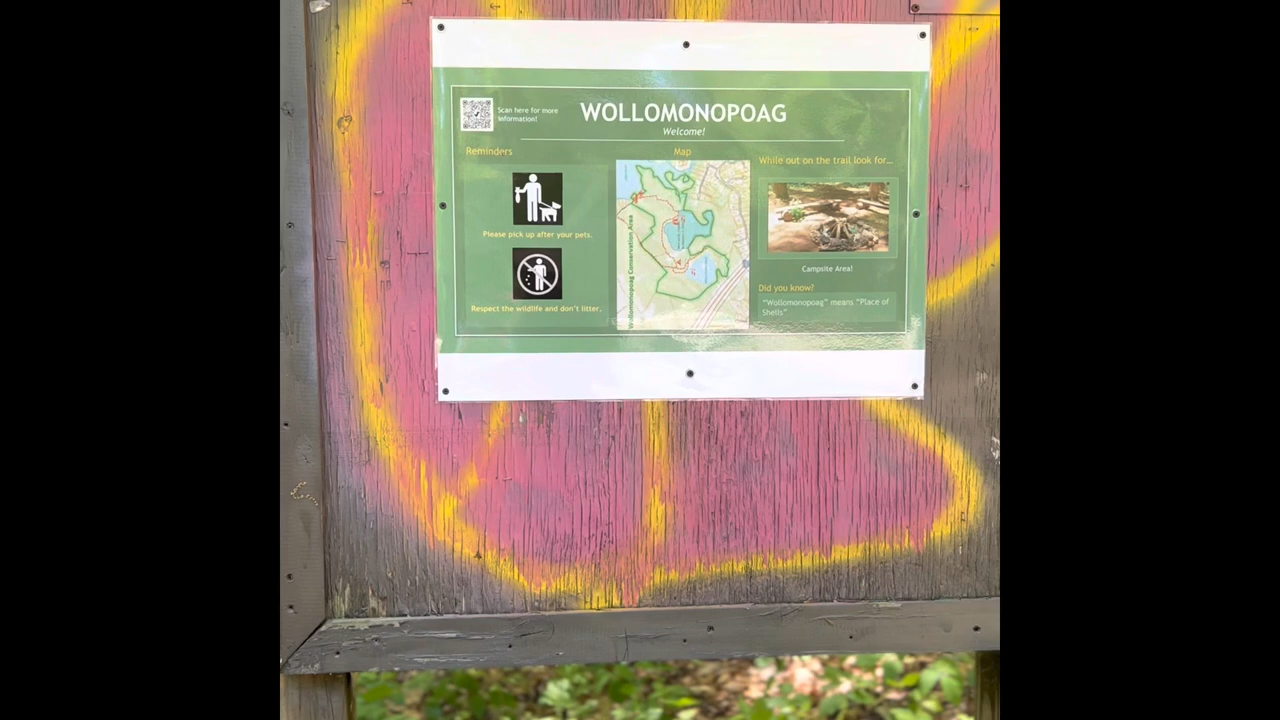 Scan here for more
information!
WOLLOMONOPOAG
Welcome!
Reminders
Please pick up after your pets.
Respect the wildlife and don't litter.
Map
Wollomonopoag Conservation Area
While out on the trail look for...
Campsite Area!
Did you know?
"Wollomonopoag" means "Place of
Shells"